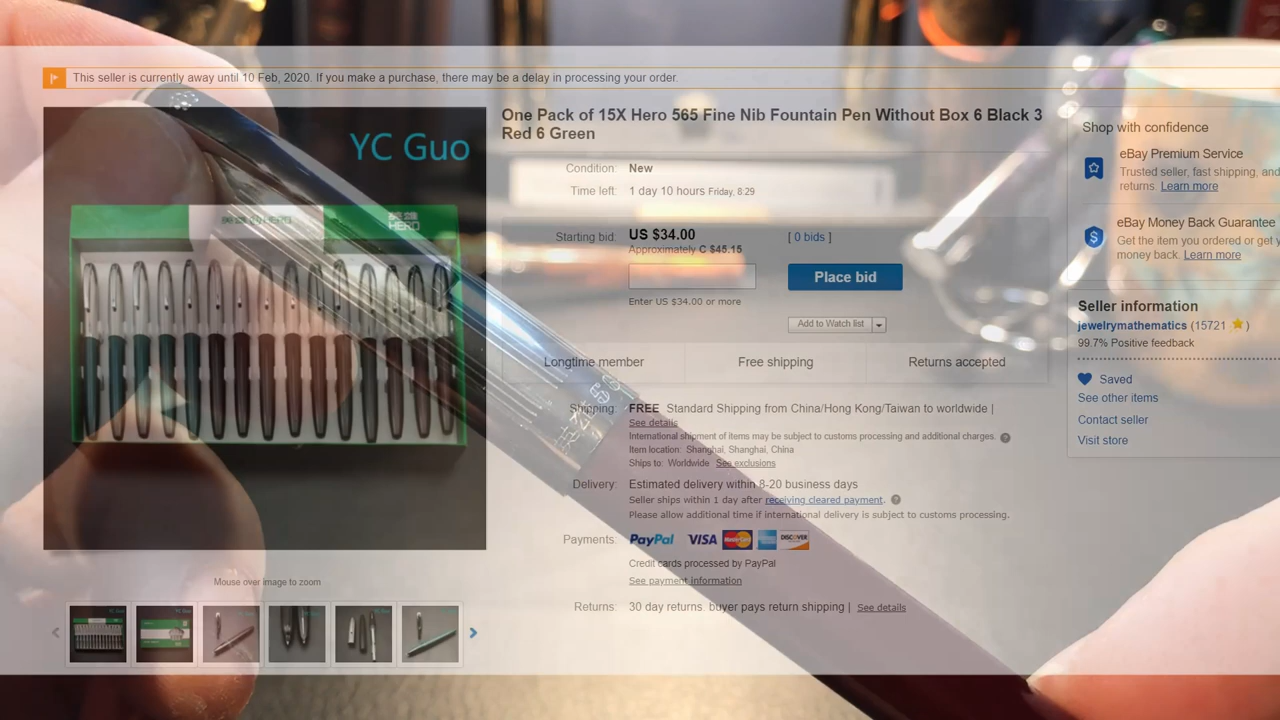 This seller is currently away until 10 Feb, 2020. If you make a purchase, there may be a delay in processing your order.
YC Guo
HERO
One Pack of 15X Hero 565 Fine Nib Fountain Pen Without Box 6 Black 3
Red 6 Green
Condition: New
Time left: 1 day 10 hours Friday, 8:29
Starting bid: US $34.00 [ 0 bids ]
Approximately C $45.15
Place bid
Enter US $34.00 or more
Add to Watch list
Longtime member Free shipping Returns accepted
Shipping: FREE Standard Shipping from China/Hong Kong/Taiwan to worldwide |
See details
International shipment of items may be subject to customs processing and additional charges.
Item location: Shanghai, Shanghai, China
Ships to: Worldwide See exclusions
Delivery: Estimated delivery within 8-20 business days
Seller ships within 1 day after receiving cleared payment.
Please allow additional time if international delivery is subject to customs processing.
Payments: PayPal VISA MasterCard DISCOVER
Credit cards processed by PayPal
See payment information
Returns: 30 day returns buyer pays return shipping | See details
Mouse over image to zoom
Shop with confidence
eBay Premium Service
Trusted seller, fast shipping, and
returns. Learn more
eBay Money Back Guarantee
Get the item you ordered or get
money back. Learn more
Seller information
jewelrymathematics (15721 )
99.7% Positive feedback
Saved
See other items
Contact seller
Visit store